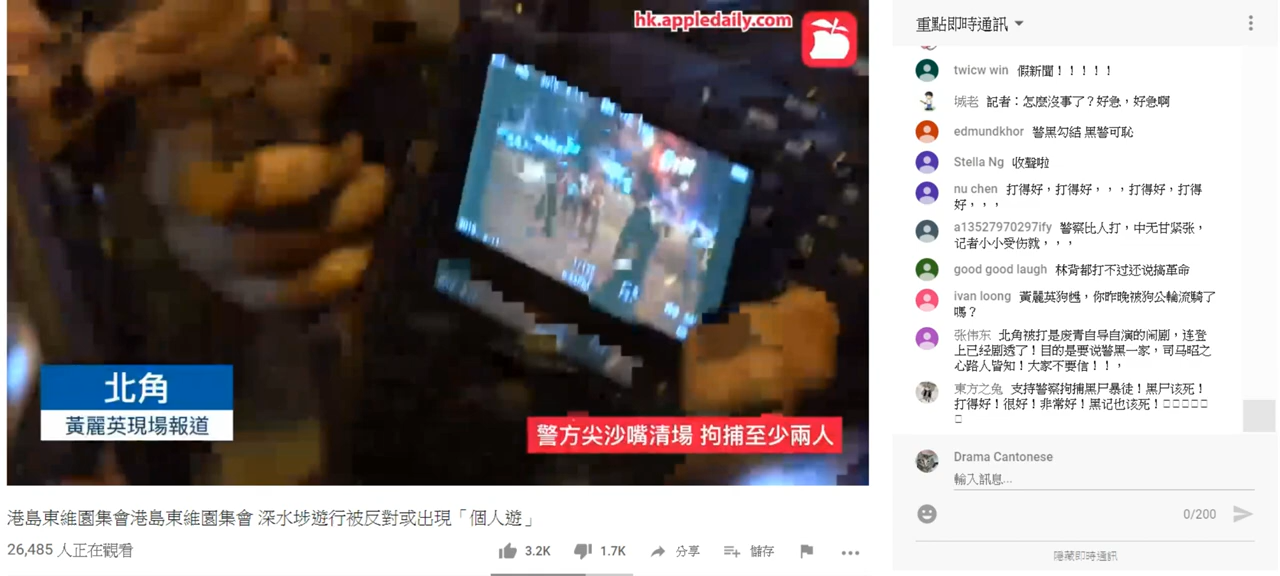 hk.appledaily.com
北角
黃麗英現場報道
警方尖沙嘴清場 拘捕至少兩人
港島東維園集會港島東維園集會 深水埗遊行被反對或出現「個人遊」
26,485 人正在觀看
3.2K
1.7K
分享
儲存
重點即時通訊
twicw win 假新聞！！！！！
城老 記者：怎麼沒事了？好急，好急啊
edmundkhor 警黑勾結 黑警可恥
Stella Ng 收聲啦
nu chen 打得好，打得好，，，打得好，打得
好，，，
a13527970297ify 警察比人打，中无甘紧张，
记者小小受伤就，，，
good good laugh 林背都打不过还说搞革命
ivan loong 黃麗英狗乸，你昨晚被狗公輪流騎了
嗎？
张伟东 北角被打是废青自导自演的闹剧，连登
上已经剧透了！目的是要说警黑一家，司马昭之
心路人皆知！大家不要信！！，
東方之兔 支持警察拘捕黑尸暴徒！黑尸该死！
打得好！很好！非常好！黑记也该死！
Drama Cantonese
輸入訊息...
0/200
隱藏即時通訊